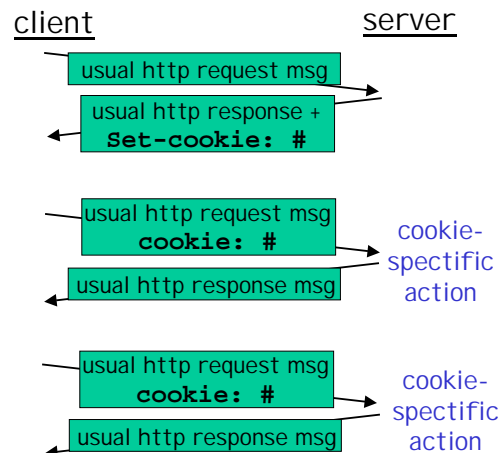 client
server
usual http request msg
usual http response +
Set-cookie: #
usual http request msg
cookie: #
usual http response msg
cookie-
spectific
action
usual http request msg
cookie: #
usual http response msg
cookie-
spectific
action